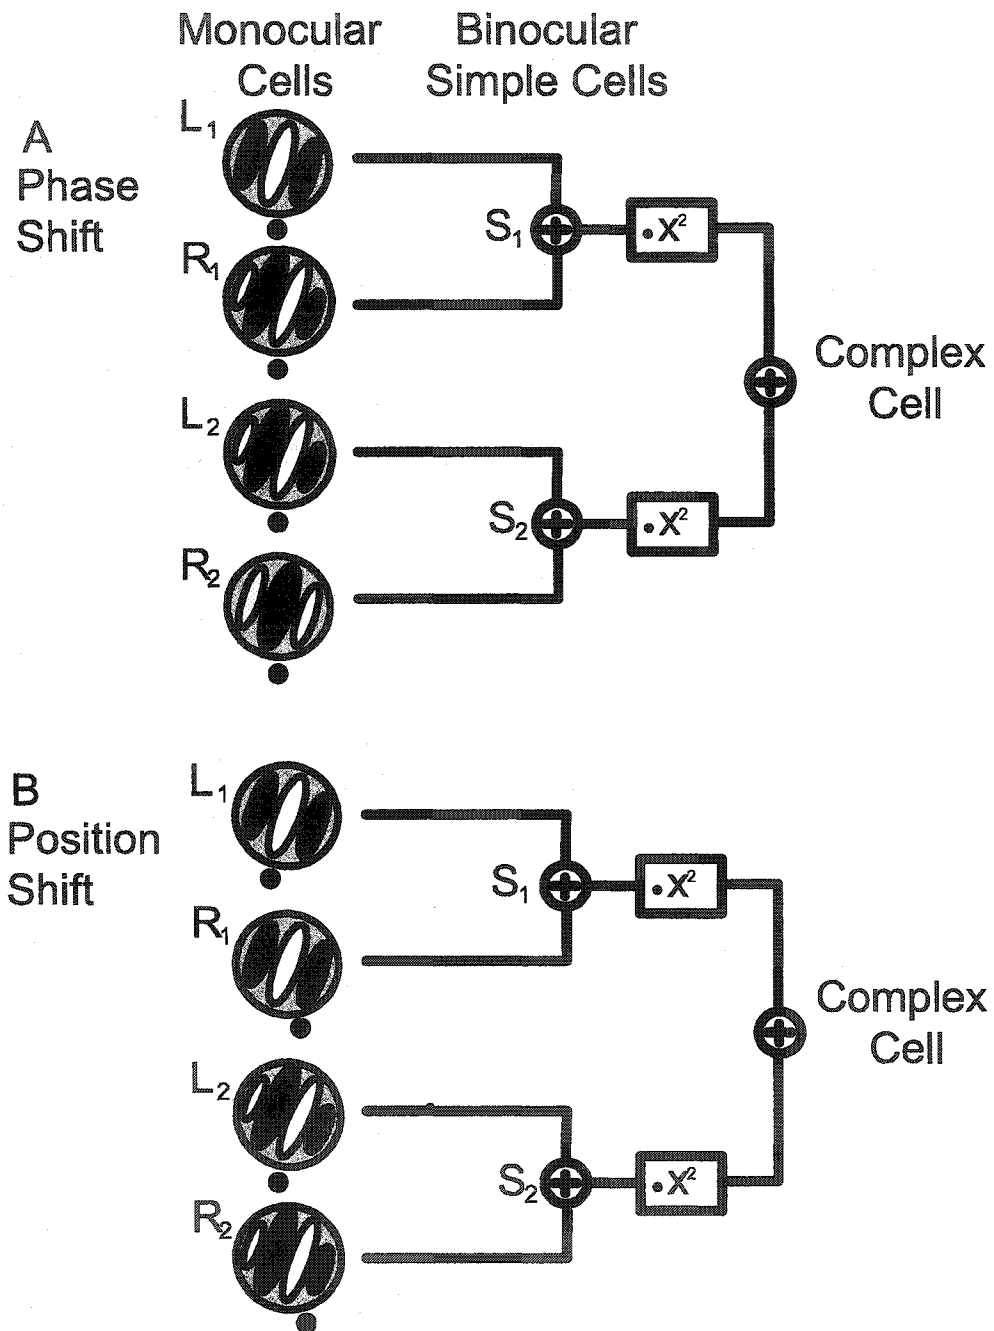 Monocular Cells
Binocular Simple Cells
A
Phase
Shift
L1
R1
S1
.X²
L2
R2
S2
.X²
Complex
Cell
B
Position
Shift
L1
R1
S1
.X²
L2
R2
S2
.X²
Complex
Cell